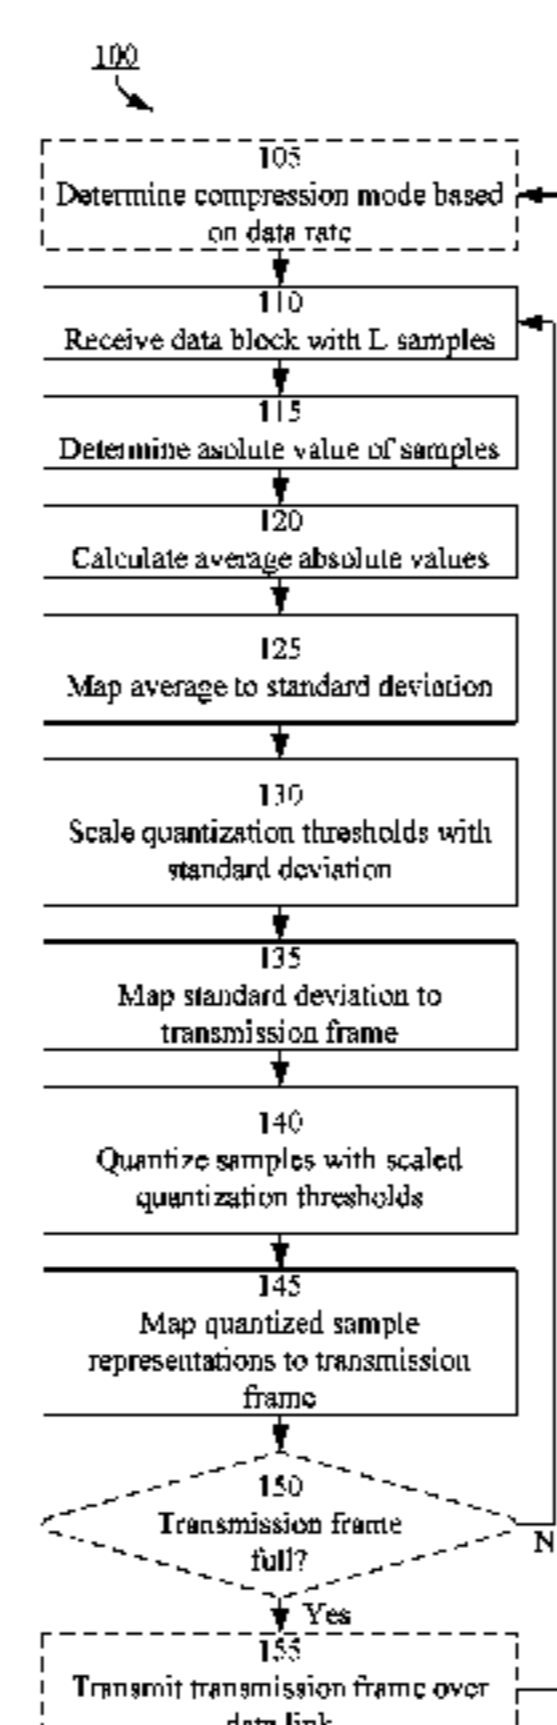 100
105
Determine compression mode based
on data rate
110
Receive data block with L samples
115
Determine asolute value of samples
120
Calculate average absolute values
125
Map average to standard deviation
130
Scale quantization thresholds with
standard deviation
135
Map standard deviation to
transmission frame
140
Quantize samples with scaled
quantization thresholds
145
Map quantized sample
representations to transmission
frame
150
Transmission frame
full?
N
Yes
155
Transmit transmission frame over
data link